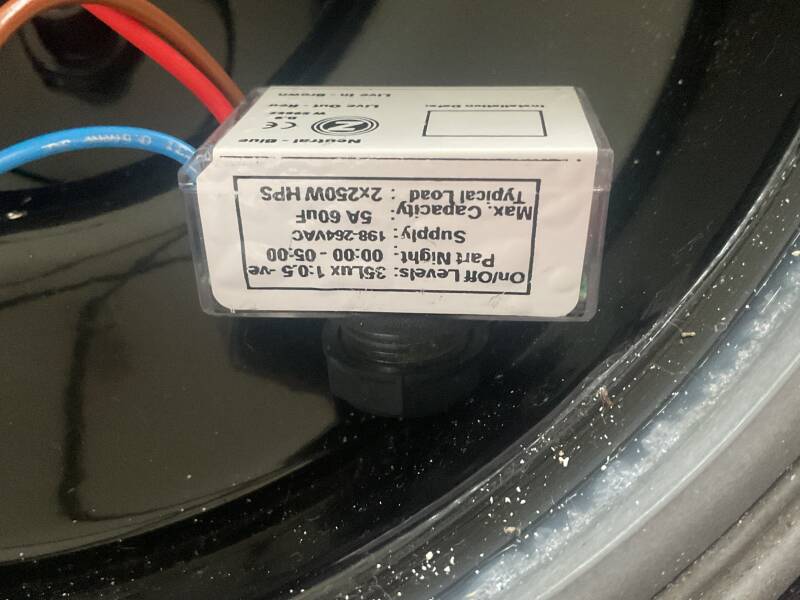 On/Off Levels: 35Lux 1:0.5 -ve
Part Night: 00:00 - 05:00
Supply: 198-264VAC
Max. Capacity: 5A 60uF
Typical Load: 2x250W HPS
Neutral - Blue
Live Out - Red
Live In - Brown
CE
Installation Date: